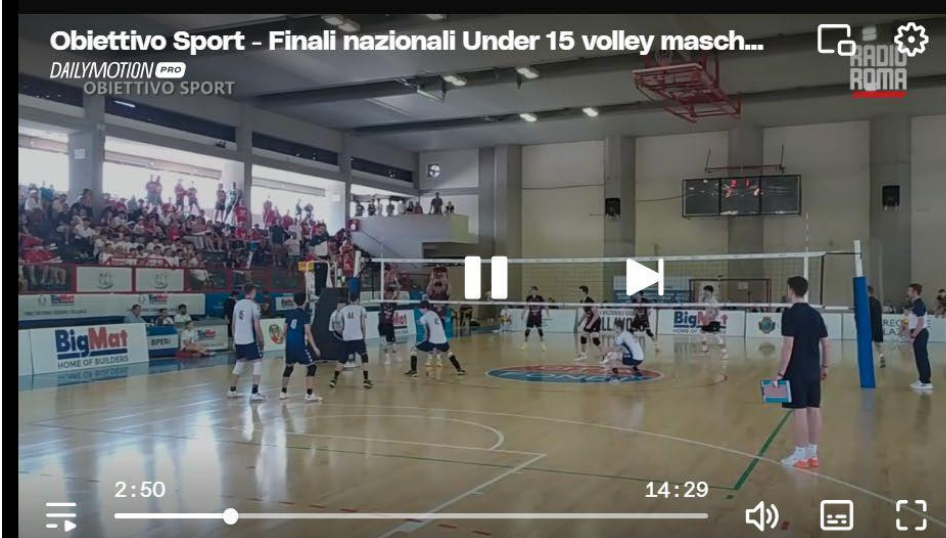 Obiettivo Sport - Finali nazionali Under 15 volley masch...
DAILYMOTION PRO
OBIETTIVO SPORT
RADIO
ROMA
BigMat
HOME OF BUILDERS
BPER
BigMat
2:50
14:29